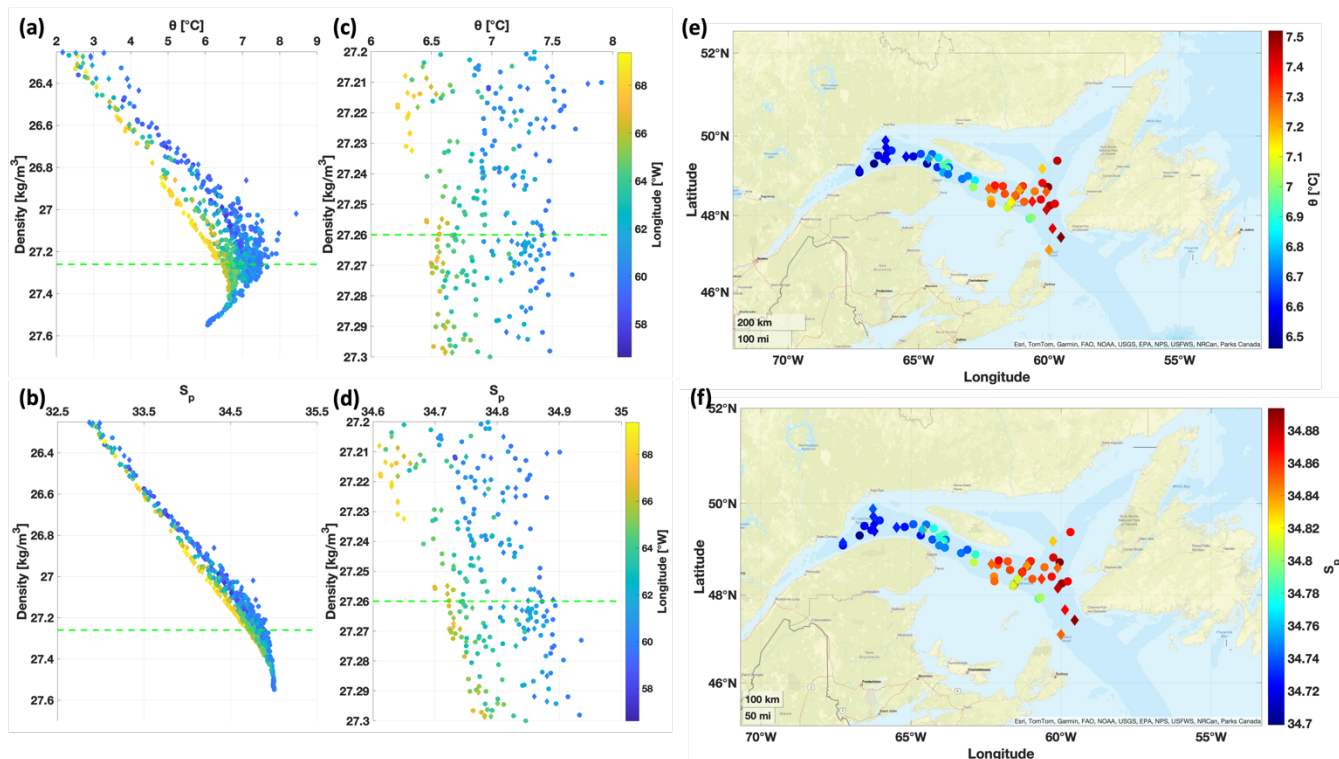 (a)
θ [°C]
2 3 4 5 6 7 8 9
Density [kg/m³]
26.4
26.6
26.8
27
27.2
27.4
27.6
(c)
θ [°C]
6 6.5 7 7.5 8
Density [kg/m³]
27.2
27.21
27.22
27.23
27.24
27.25
27.26
27.27
27.28
27.29
27.3
68
66
64
62
60
58
Longitude [°W]
(e)
52°N
50°N
48°N
46°N
Latitude
200 km
100 mi
Esri, TomTom, Garmin, FAO, NOAA, USGS, EPA, NPS, USFWS, NRCan, Parks Canada
70°W 65°W 60°W 55°W
Longitude
7.5
7.4
7.3
7.2
7.1
7
6.9
6.8
6.7
6.6
6.5
θ [°C]
(b)
Sp
32.5 33.5 34.5 35.5
Density [kg/m³]
26.4
26.6
26.8
27
27.2
27.4
27.6
(d)
Sp
34.6 34.7 34.8 34.9 35
Density [kg/m³]
27.2
27.21
27.22
27.23
27.24
27.25
27.26
27.27
27.28
27.29
27.3
68
66
64
62
60
58
Longitude [°W]
(f)
52°N
50°N
48°N
46°N
Latitude
100 km
50 mi
Esri, TomTom, Garmin, FAO, NOAA, USGS, EPA, NPS, USFWS, NRCan, Parks Canada
70°W 65°W 60°W 55°W
Longitude
34.88
34.86
34.84
34.82
34.8
34.78
34.76
34.74
34.72
34.7
Sp